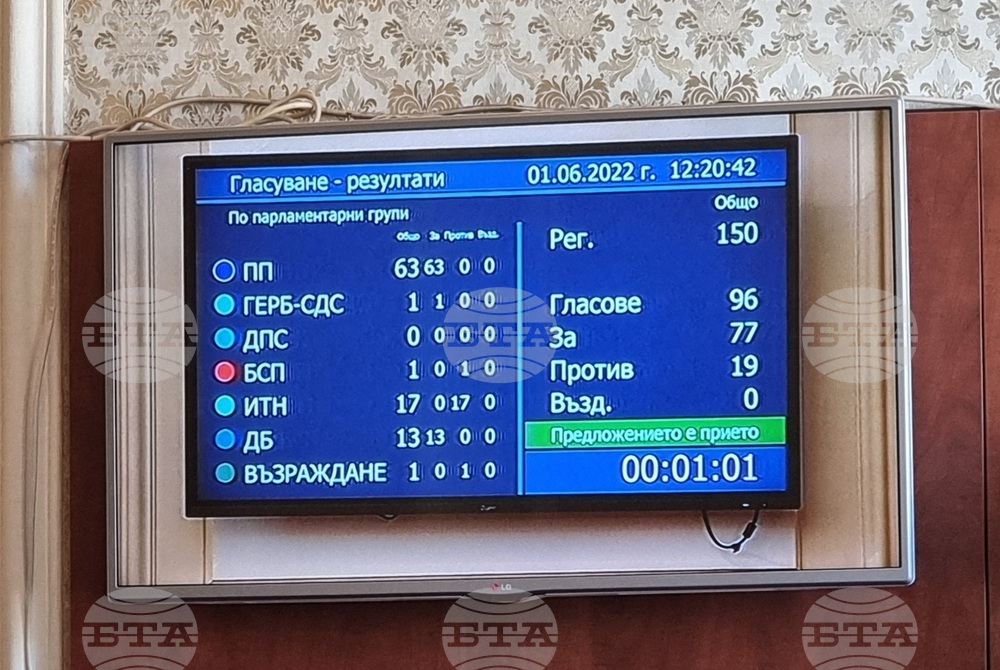 Гласуване - резултати 01.06.2022 г. 12:20:42
По парламентарни групи
Общо За Против Възд.
ПП 63 63 0 0
ГЕРБ-СДС 1 1 0 0
ДПС 0 0 0 0
БСП 1 0 1 0
ИТН 17 0 17 0
ДБ 13 13 0 0
ВЪЗРАЖДАНЕ 1 0 1 0
Общо
Рег. 150
Гласове 96
За 77
Против 19
Възд. 0
Предложението е прието
00:01:01
LG
БТА
БТА
БТА
БТА
БТА
БТА
БТА
БТА
БТА